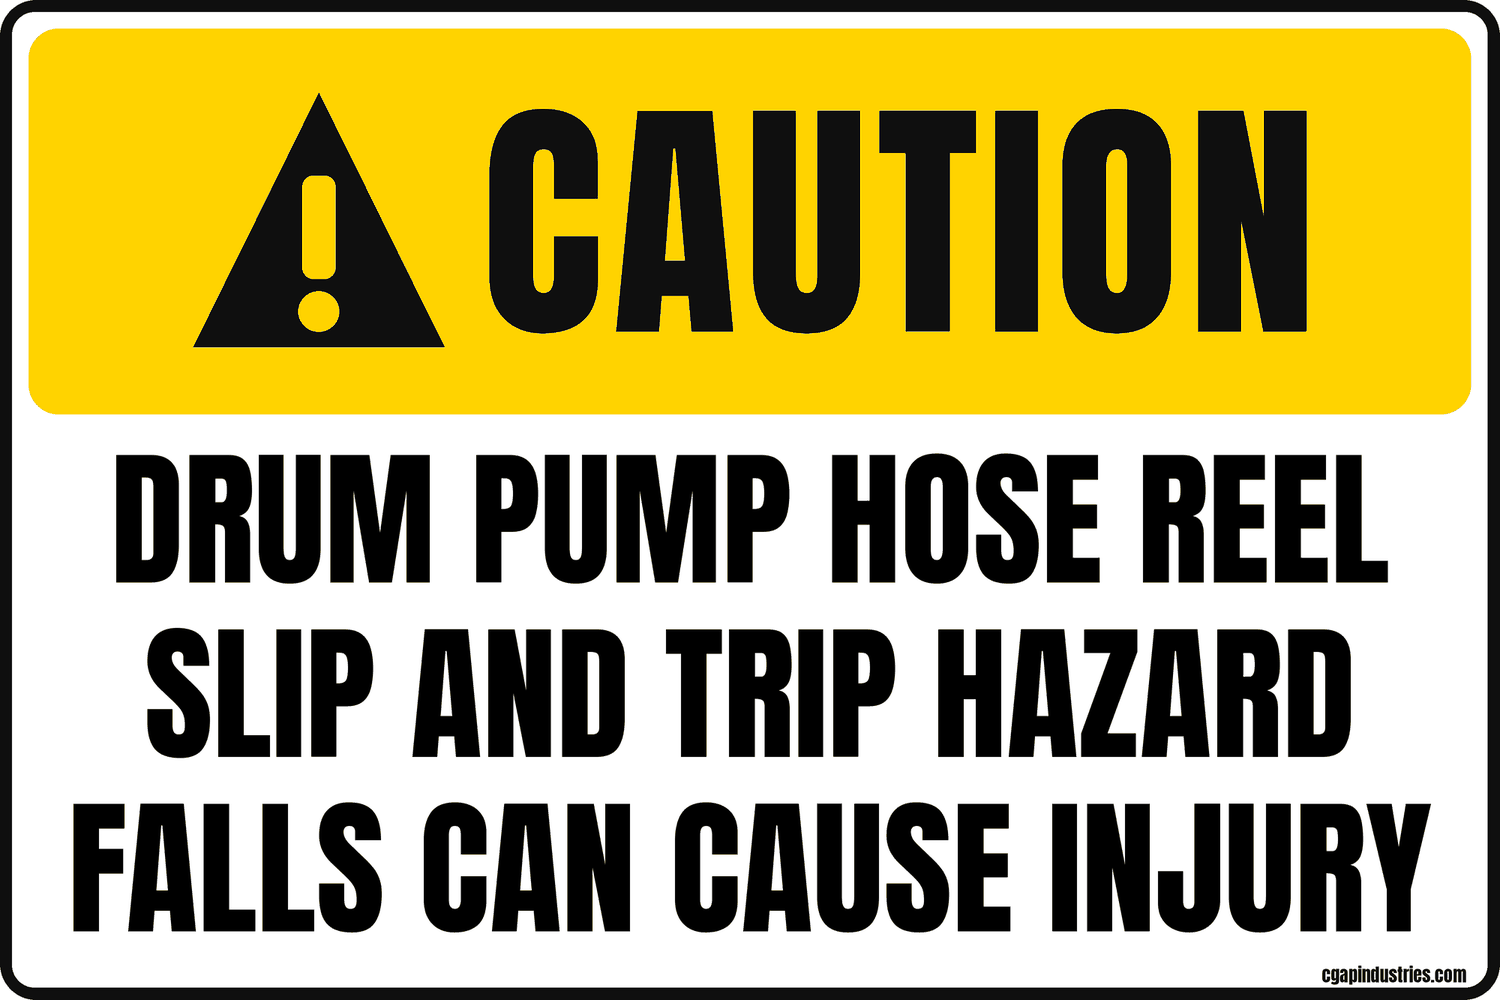 CAUTION
DRUM PUMP HOSE REEL
SLIP AND TRIP HAZARD
FALLS CAN CAUSE INJURY
cgapindustries.com